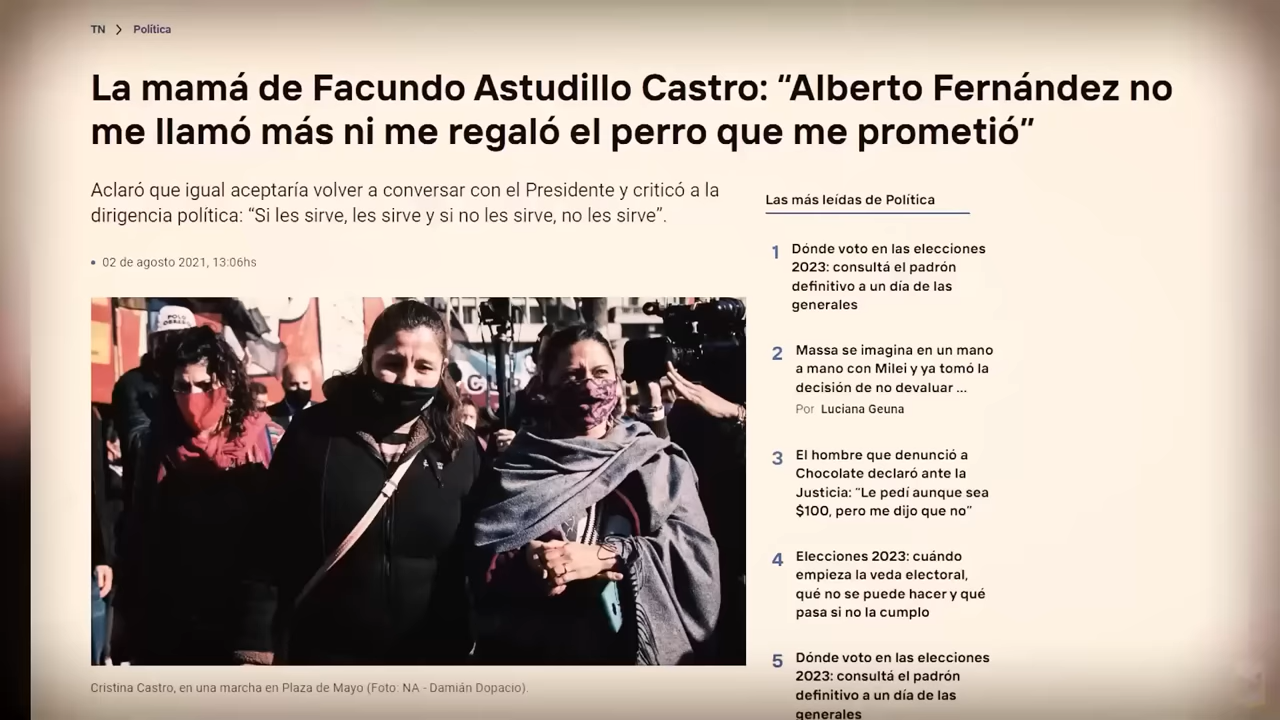 TN > Política
La mamá de Facundo Astudillo Castro: “Alberto Fernández no
me llamó más ni me regaló el perro que me prometió”
Aclaró que igual aceptaría volver a conversar con el Presidente y criticó a la
dirigencia política: “Si les sirve, les sirve y si no les sirve, no les sirve”.
• 02 de agosto 2021, 13:06hs
POLO
OBRERO
Cristina Castro, en una marcha en Plaza de Mayo (Foto: NA - Damián Dopacio).
Las más leídas de Política
1 Dónde voto en las elecciones
2023: consultá el padrón
definitivo a un día de las
generales
2 Massa se imagina en un mano
a mano con Milei y ya tomó la
decisión de no devaluar ...
Por Luciana Geuna
3 El hombre que denunció a
Chocolate declaró ante la
Justicia: “Le pedí aunque sea
$100, pero me dijo que no”
4 Elecciones 2023: cuándo
empieza la veda electoral,
qué no se puede hacer y qué
pasa si no la cumplo
5 Dónde voto en las elecciones
2023: consultá el padrón
definitivo a un día de las
generales